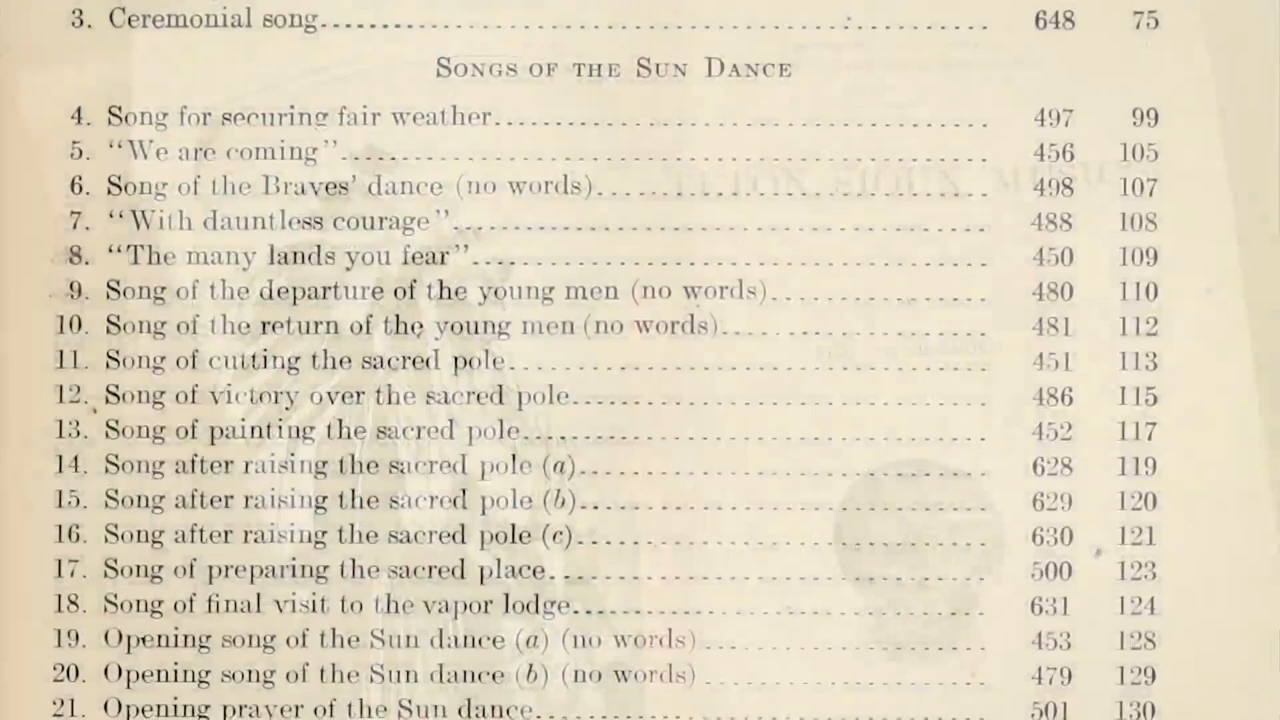 3. Ceremonial song 648 75
SONGS OF THE SUN DANCE
4. Song for securing fair weather 497 99
5. "We are coming" 456 105
6. Song of the Braves' dance (no words) 498 107
7. "With dauntless courage" 488 108
8. "The many lands you fear" 450 109
9. Song of the departure of the young men (no words) 480 110
10. Song of the return of the young men (no words) 481 112
11. Song of cutting the sacred pole 451 113
12. Song of victory over the sacred pole 486 115
13. Song of painting the sacred pole 452 117
14. Song after raising the sacred pole (a) 628 119
15. Song after raising the sacred pole (b) 629 120
16. Song after raising the sacred pole (c) 630 121
17. Song of preparing the sacred place 500 123
18. Song of final visit to the vapor lodge 631 124
19. Opening song of the Sun dance (a) (no words) 453 128
20. Opening song of the Sun dance (b) (no words) 479 129
21. Opening prayer of the Sun dance 501 130